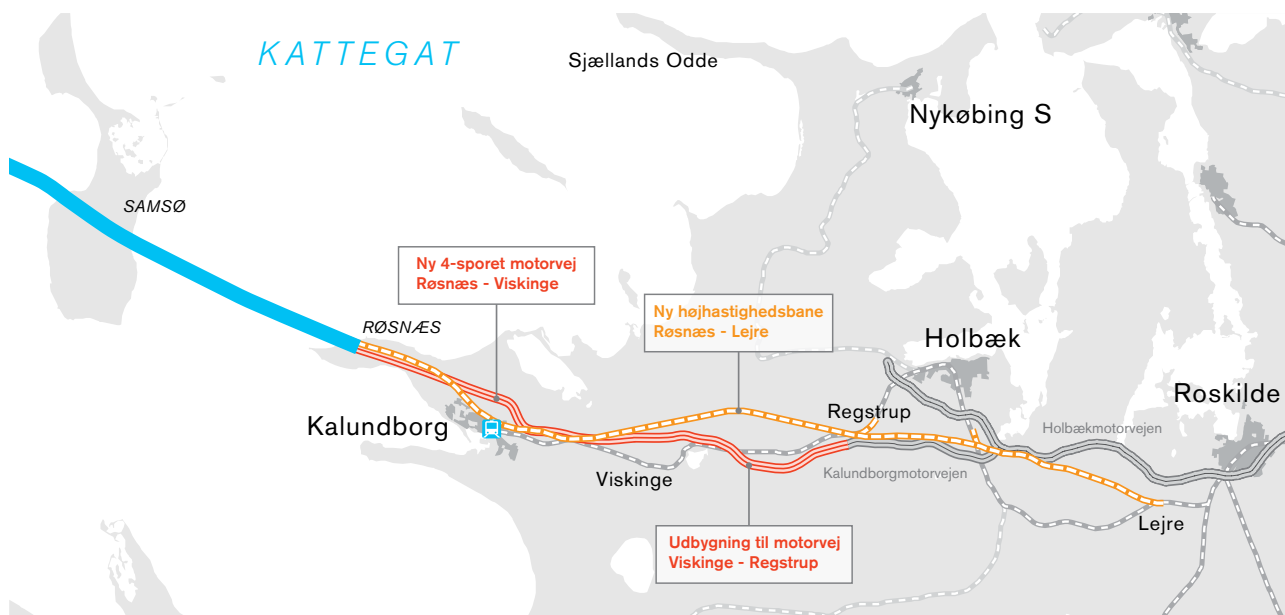 KATTEGAT
Sjællands Odde
Nykøbing S
SAMSØ
Ny 4-sporet motorvej
Røsnæs - Viskinge
RØSNÆS
Ny højhastighedsbane
Røsnæs - Lejre
Holbæk
Roskilde
Kalundborg
Regstrup
Holbækmotorvejen
Viskinge
Kalundborgmotorvejen
Lejre
Udbygning til motorvej
Viskinge - Regstrup